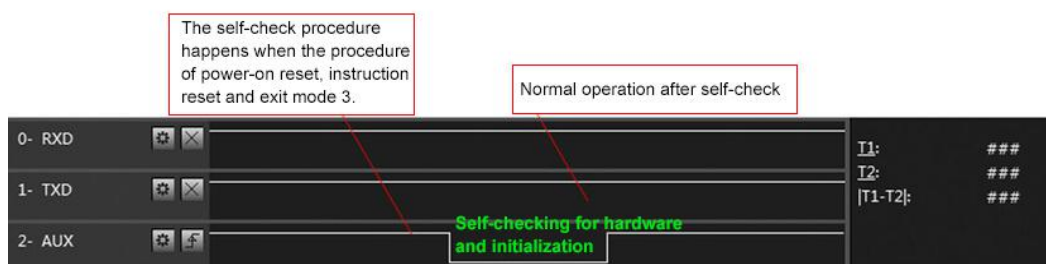 The self-check procedure
happens when the procedure
of power-on reset, instruction
reset and exit mode 3.
Normal operation after self-check
0- RXD
T1:
###
T2:
###
1- TXD
|T1-T2|:
###
Self-checking for hardware
and initialization
2- AUX